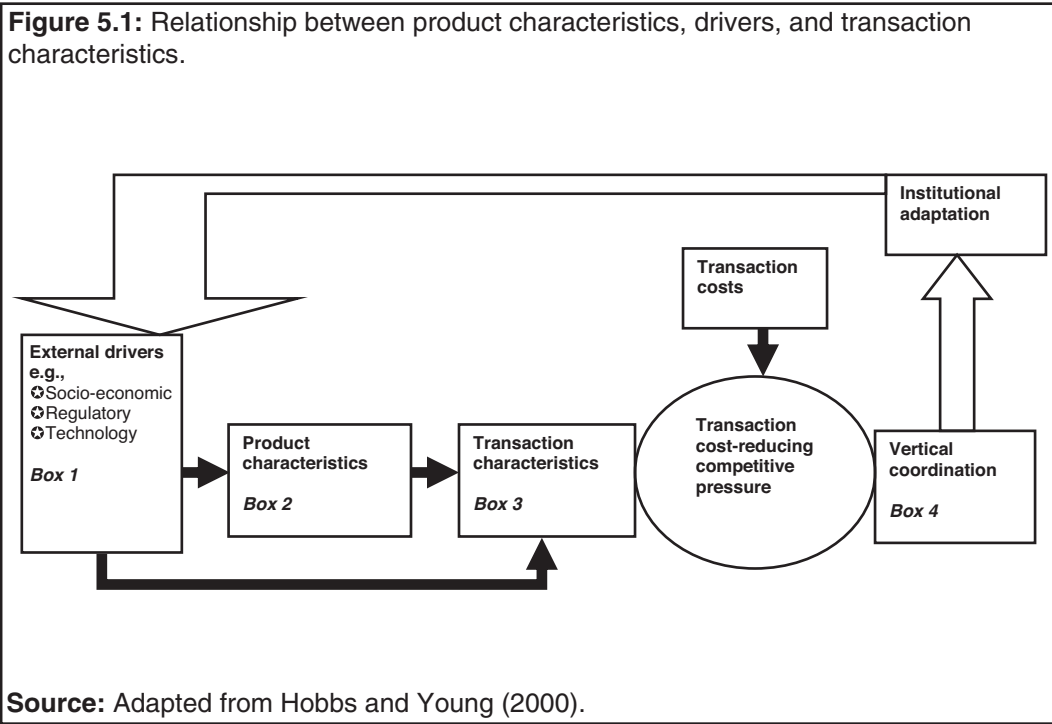 Figure 5.1: Relationship between product characteristics, drivers, and transaction
characteristics.
Institutional
adaptation
Transaction
costs
External drivers
e.g.,
✪Socio-economic
✪Regulatory
✪Technology
Box 1
Product
characteristics
Box 2
Transaction
characteristics
Box 3
Transaction
cost-reducing
competitive
pressure
Vertical
coordination
Box 4
Source: Adapted from Hobbs and Young (2000).